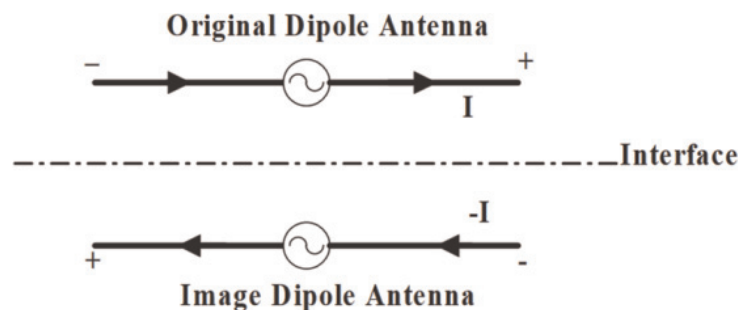 Original Dipole Antenna
– +
I
Interface
-I
+ -
Image Dipole Antenna